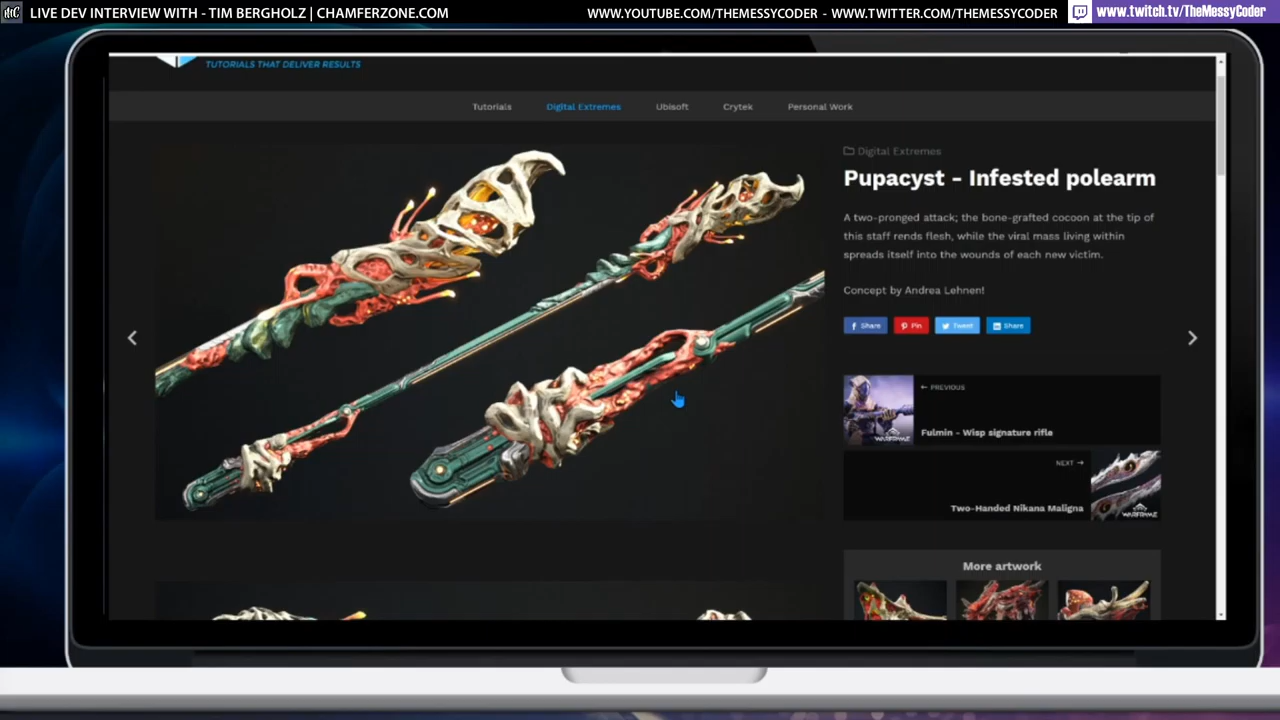 LIVE DEV INTERVIEW WITH - TIM BERGHOLZ | CHAMFERZONE.COM
WWW.YOUTUBE.COM/THEMESSYCODER - WWW.TWITTER.COM/THEMESSYCODER
www.twitch.tv/TheMessyCoder
TUTORIALS THAT DELIVER RESULTS
Tutorials Digital Extremes Ubisoft Crytek Personal Work
Digital Extremes
Pupacyst - Infested polearm
A two-pronged attack; the bone-grafted cocoon at the tip of
this staff rends flesh, while the viral mass living within
spreads itself into the wounds of each new victim.
Concept by Andrea Lehnen!
Share Pin Tweet Share
← PREVIOUS
Fulmin - Wisp signature rifle
WARFRAME
NEXT →
Two-Handed Nikana Maligna
WARFRAME
More artwork